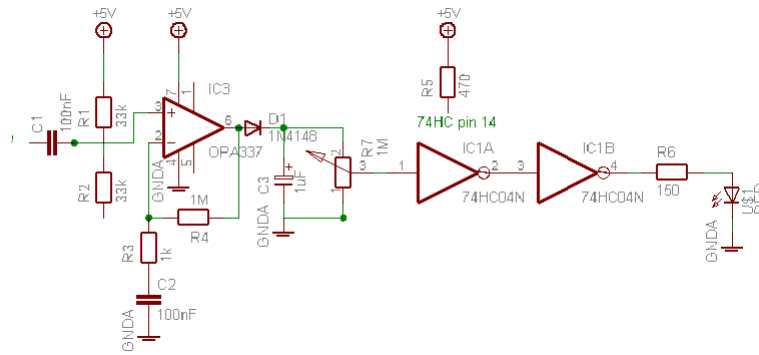 +5V
+5V
+5V
R1
33k
R2
33k
C1
100nF
IC3
7
1
3
2
6
4
5
OPA337
GNDA
D1
1N4148
R5
470
74HC pin 14
1M
R4
R3
1k
C2
100nF
GNDA
C3
1uF
GNDA
R7
1M
2
3
1
1
IC1A
2
74HC04N
3
IC1B
4
74HC04N
R6
150
GNDA